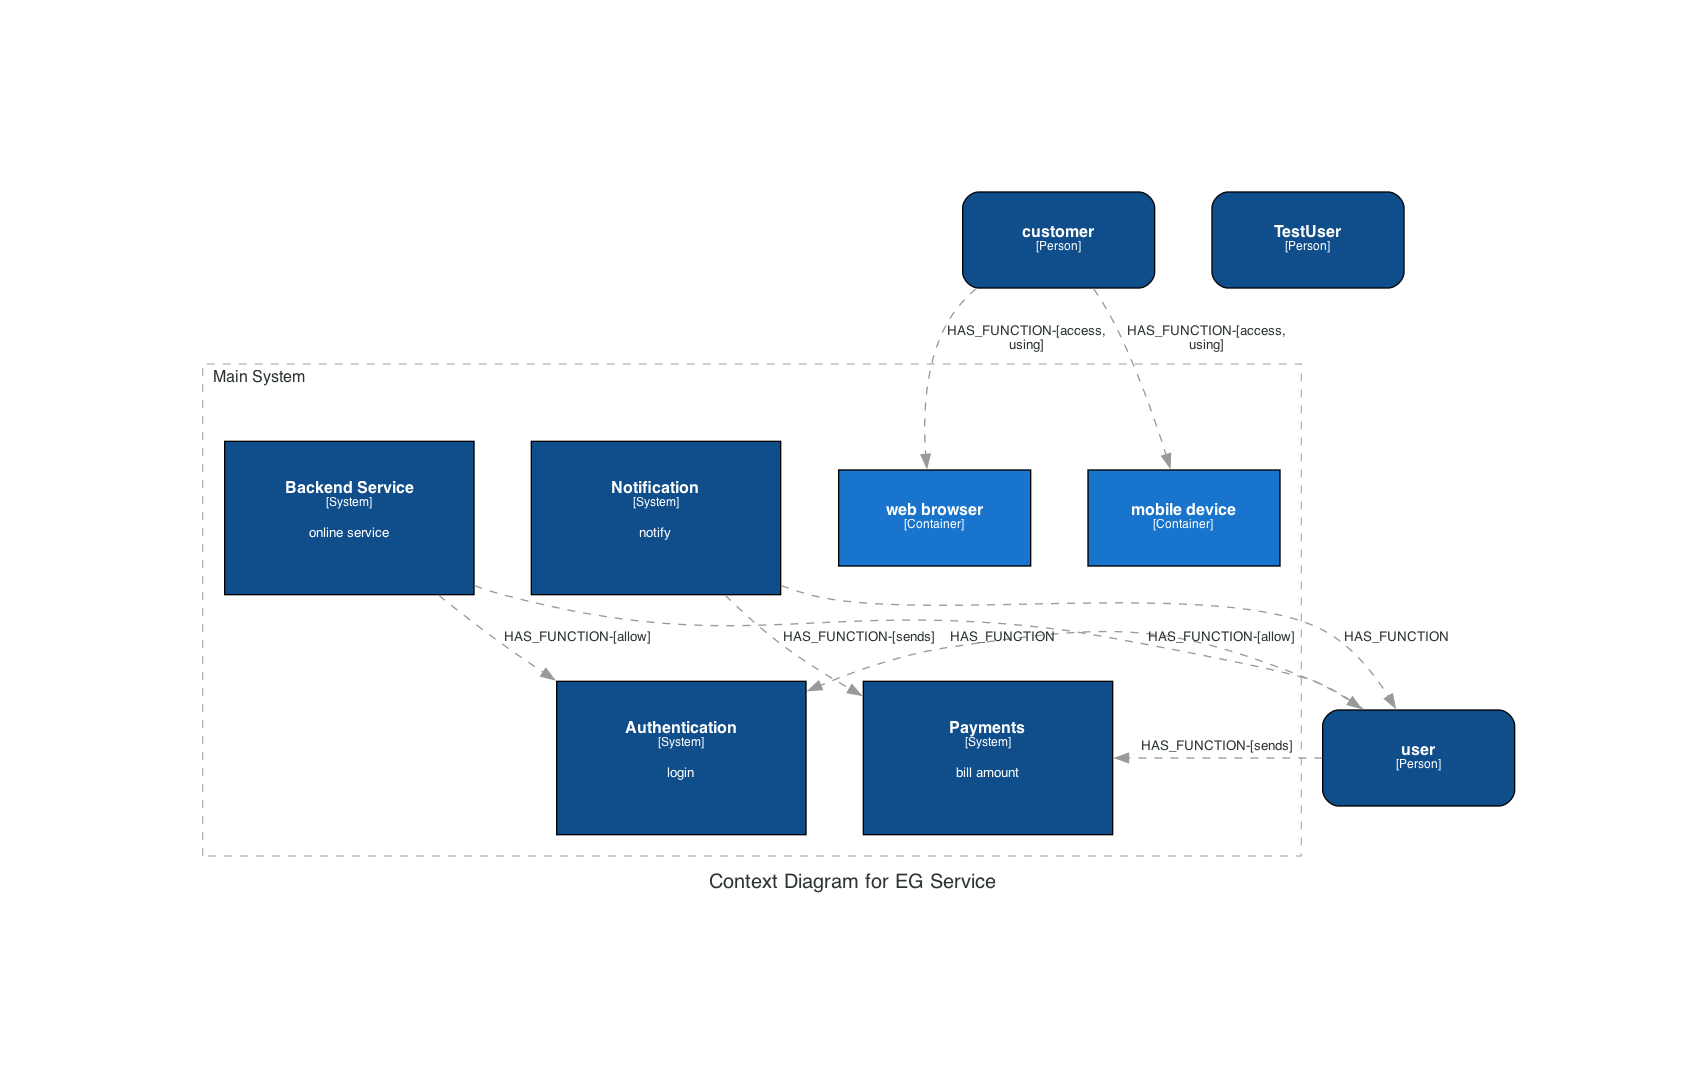 customer
[Person]
TestUser
[Person]
HAS_FUNCTION-[access,
using]
HAS_FUNCTION-[access,
using]
Main System
Backend Service
[System]
online service
Notification
[System]
notify
web browser
[Container]
mobile device
[Container]
HAS_FUNCTION-[allow]
HAS_FUNCTION-[sends]
HAS_FUNCTION
HAS_FUNCTION-[allow]
HAS_FUNCTION
Authentication
[System]
login
Payments
[System]
bill amount
HAS_FUNCTION-[sends]
user
[Person]
Context Diagram for EG Service